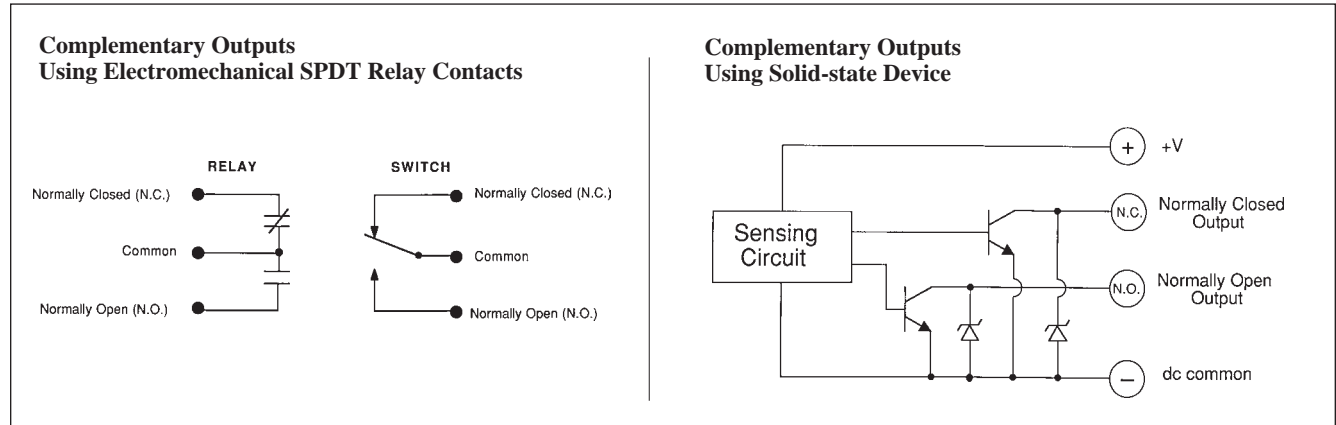 Complementary Outputs
Using Electromechanical SPDT Relay Contacts
RELAY
Normally Closed (N.C.)
Common
Normally Open (N.O.)
SWITCH
Normally Closed (N.C.)
Common
Normally Open (N.O.)
Complementary Outputs
Using Solid-state Device
Sensing
Circuit
+ +V
N.C. Normally Closed
Output
N.O. Normally Open
Output
− dc common